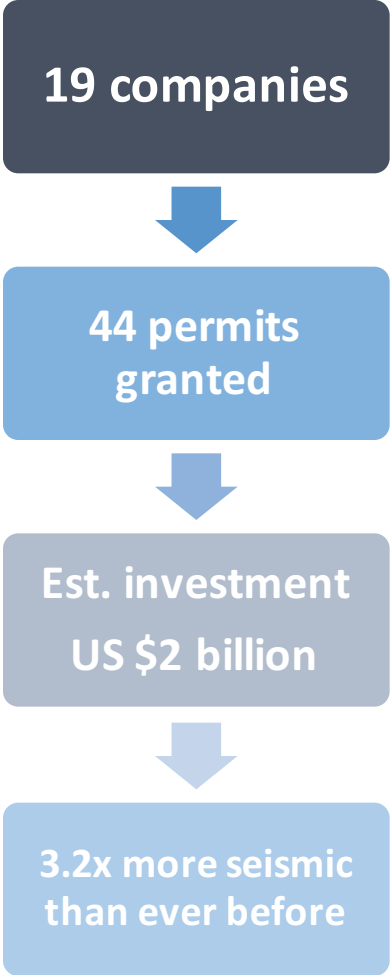 19 companies
44 permits
granted
Est. investment
US $2 billion
3.2x more seismic
than ever before